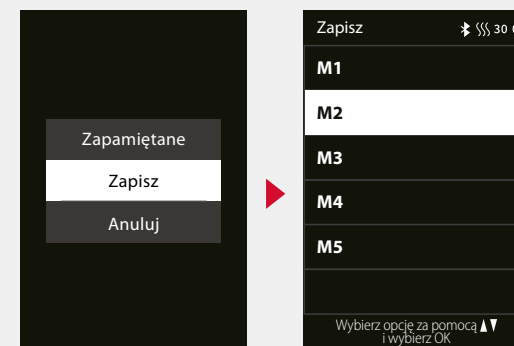 Zapamiętane
Zapisz
Anuluj
Zapisz 30
M1
M2
M3
M4
M5
Wybierz opcję za pomocą ▲▼
i wybierz OK